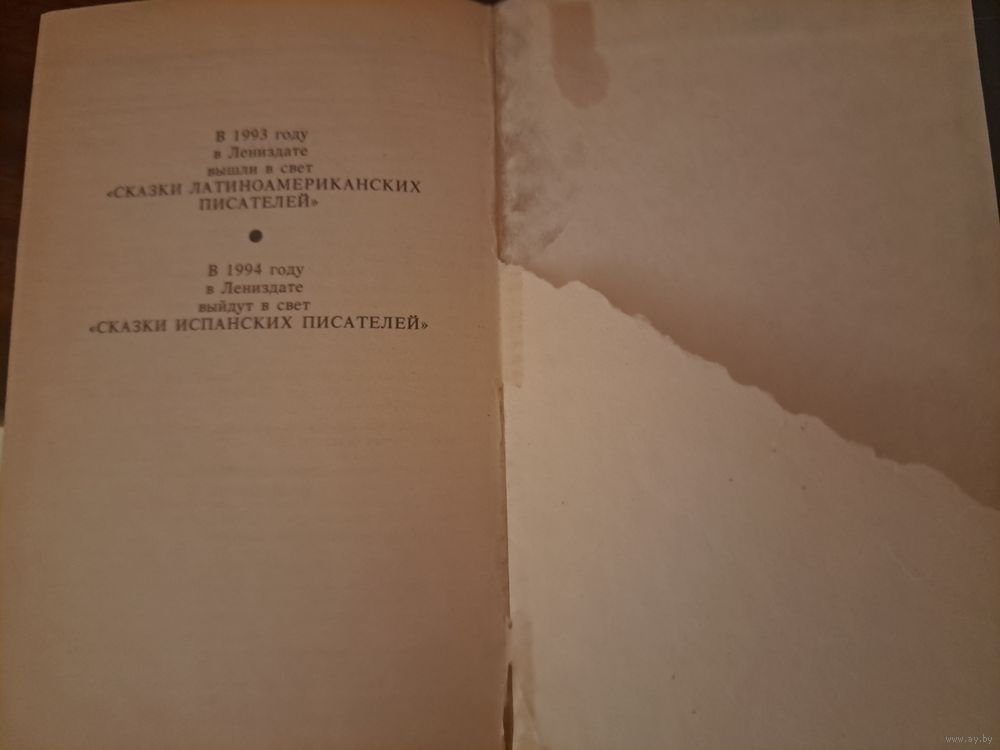 В 1993 году
в Лениздате
вышли в свет
«СКАЗКИ ЛАТИНОАМЕРИКАНСКИХ
ПИСАТЕЛЕЙ»
●
В 1994 году
в Лениздате
выйдут в свет
«СКАЗКИ ИСПАНСКИХ ПИСАТЕЛЕЙ»
www.ay.by